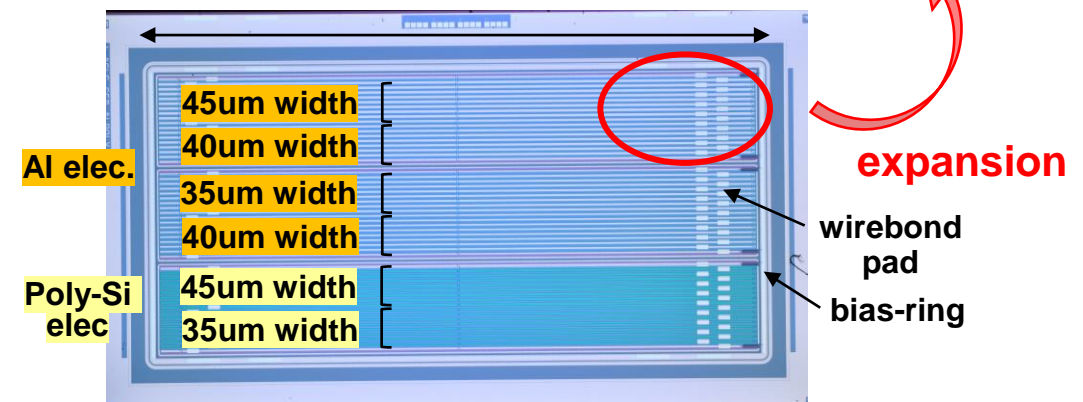 45um width
40um width
Al elec.
35um width
40um width
expansion
wirebond
pad
Poly-Si
elec
45um width
35um width
bias-ring